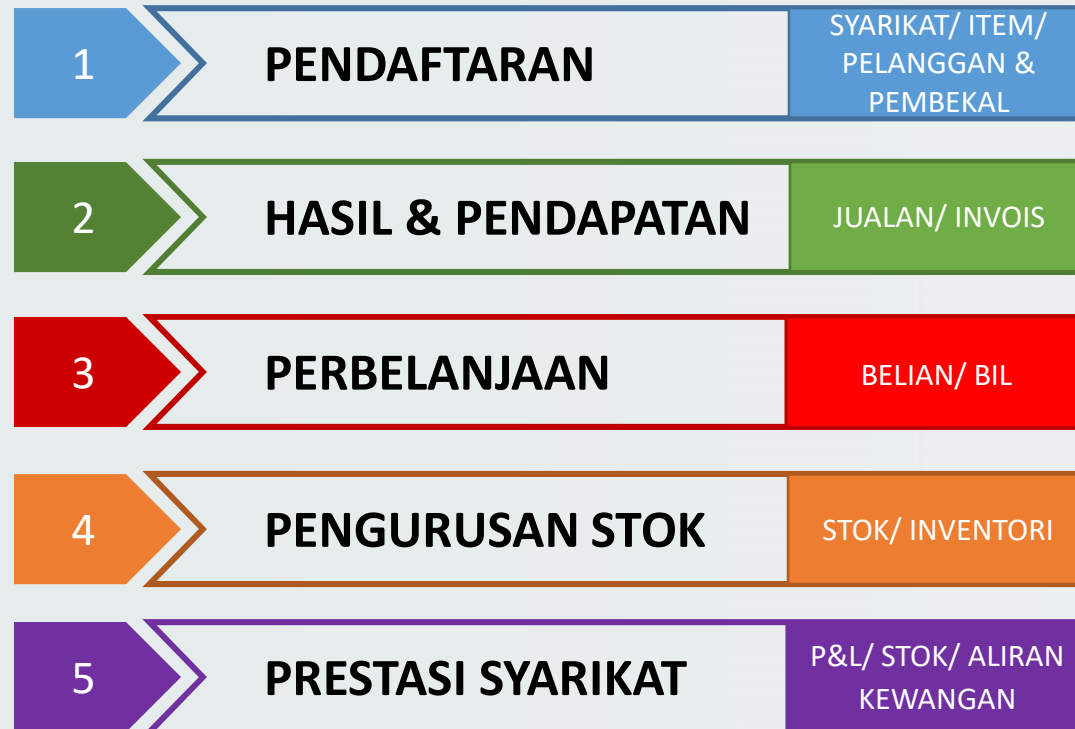 1
PENDAFTARAN
SYARIKAT/ ITEM/
PELANGGAN &
PEMBEKAL
2
HASIL & PENDAPATAN
JUALAN/ INVOIS
3
PERBELANJAAN
BELIAN/ BIL
4
PENGURUSAN STOK
STOK/ INVENTORI
5
PRESTASI SYARIKAT
P&L/ STOK/ ALIRAN
KEWANGAN